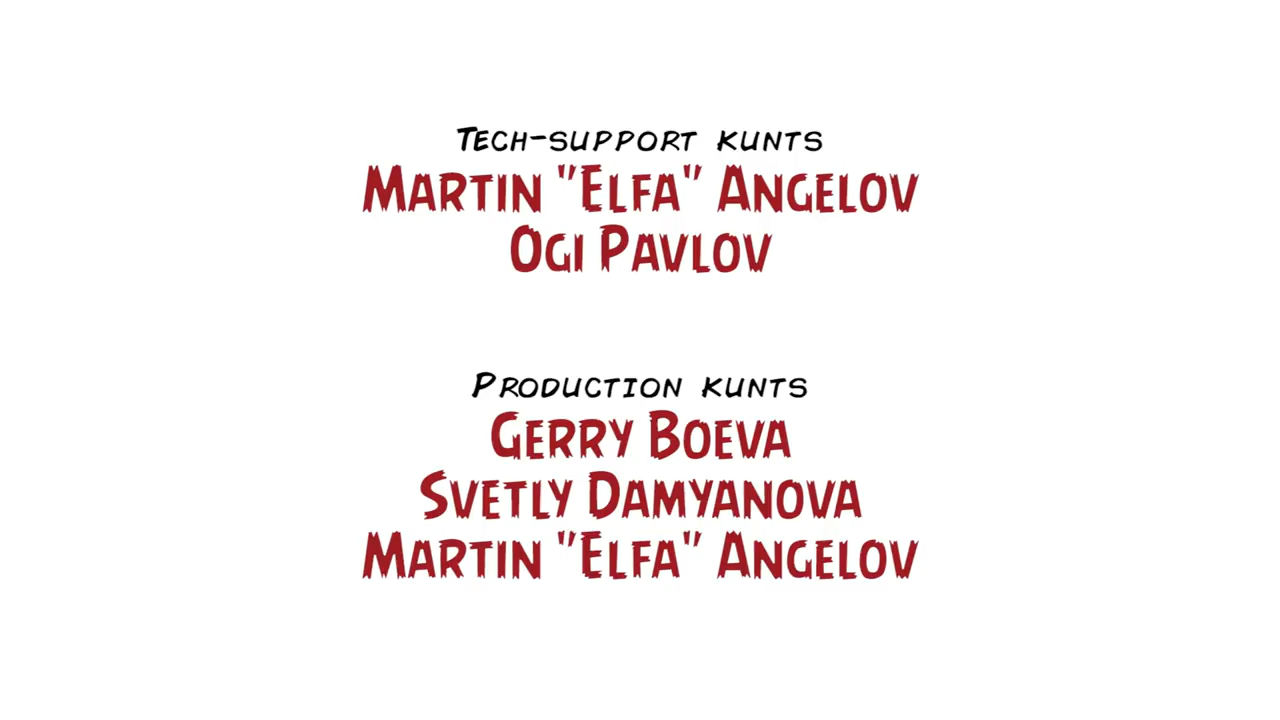 Tech-support kunts
Martin "Elfa" Angelov
Ogi Pavlov
Production kunts
Gerry Boeva
Svetly Damyanova
Martin "Elfa" Angelov